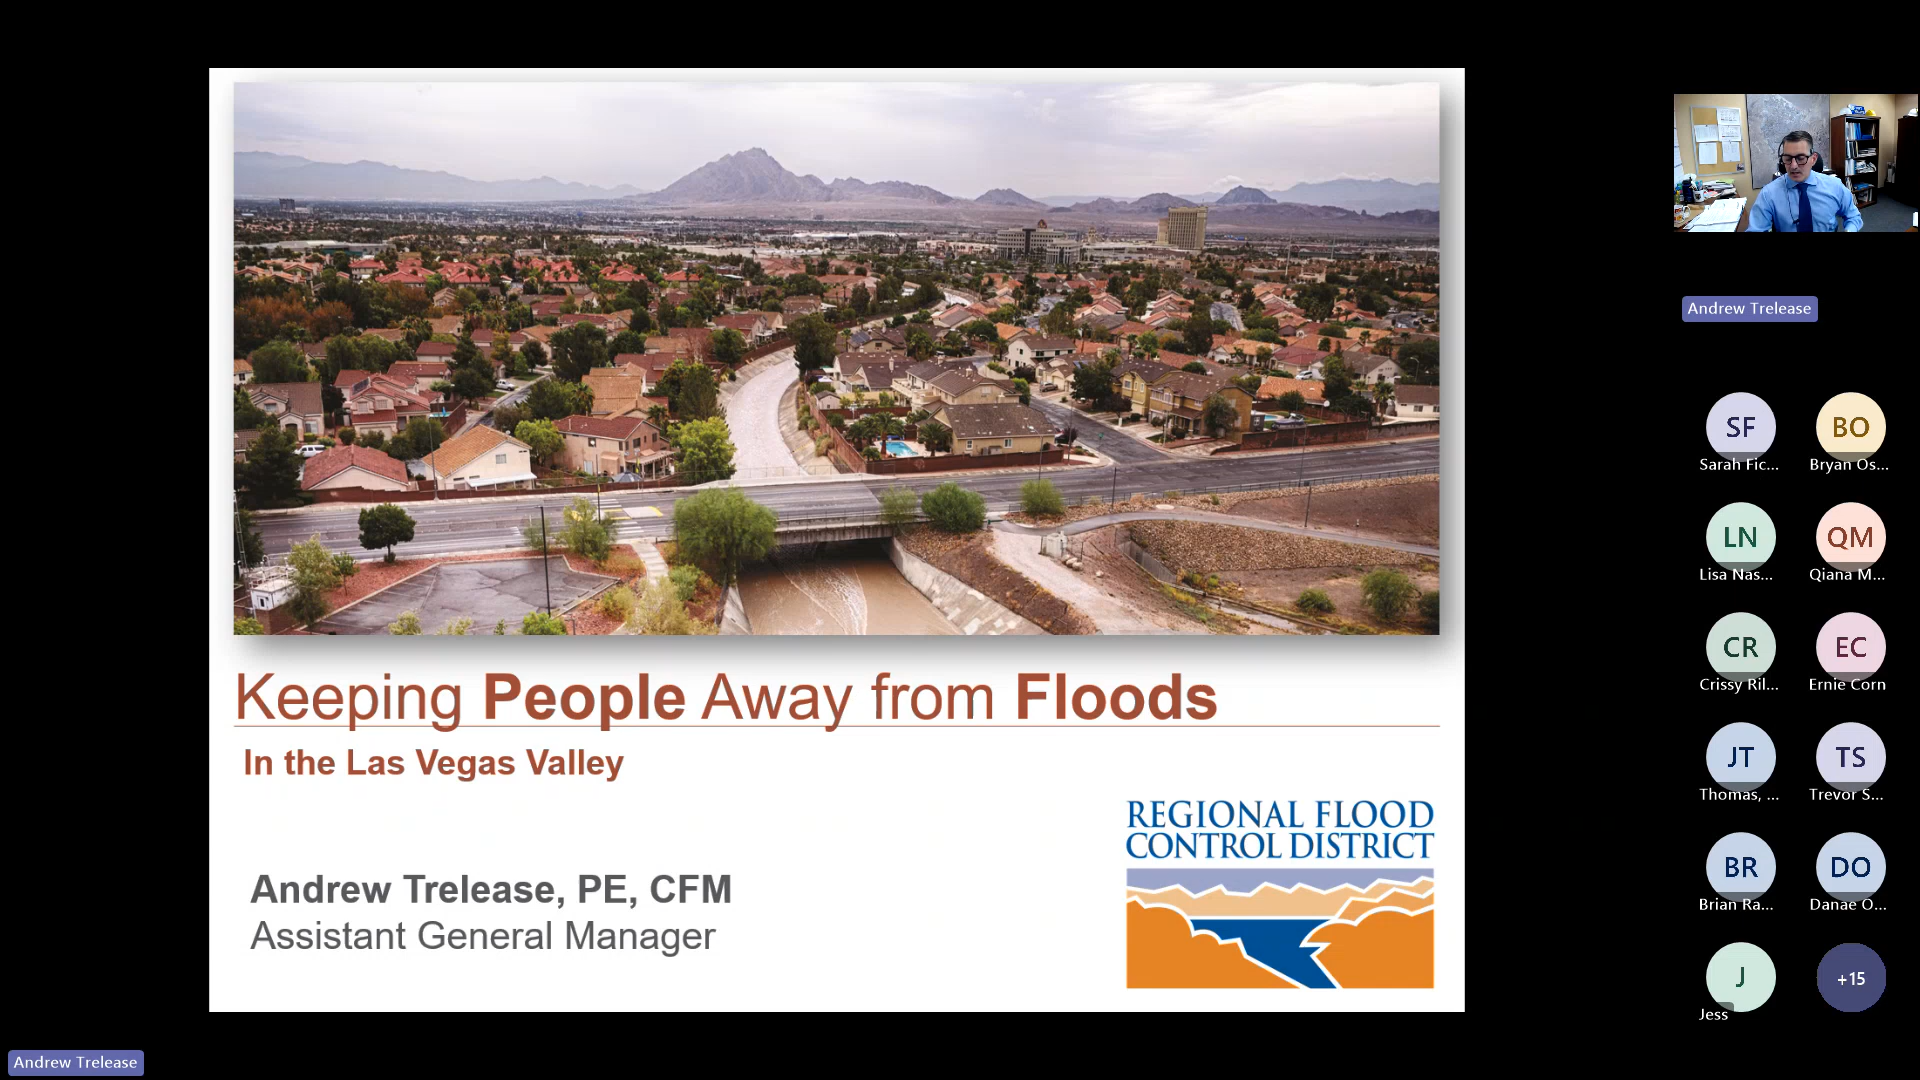 Keeping People Away from Floods
In the Las Vegas Valley
Andrew Trelease, PE, CFM
Assistant General Manager
REGIONAL FLOOD
CONTROL DISTRICT
Andrew Trelease
SF
Sarah Fic...
BO
Bryan Os...
LN
Lisa Nas...
QM
Qiana M...
CR
Crissy Ril...
EC
Ernie Corn
JT
Thomas, ...
TS
Trevor S...
BR
Brian Ra...
DO
Danae O...
J
Jess
+15
Andrew Trelease